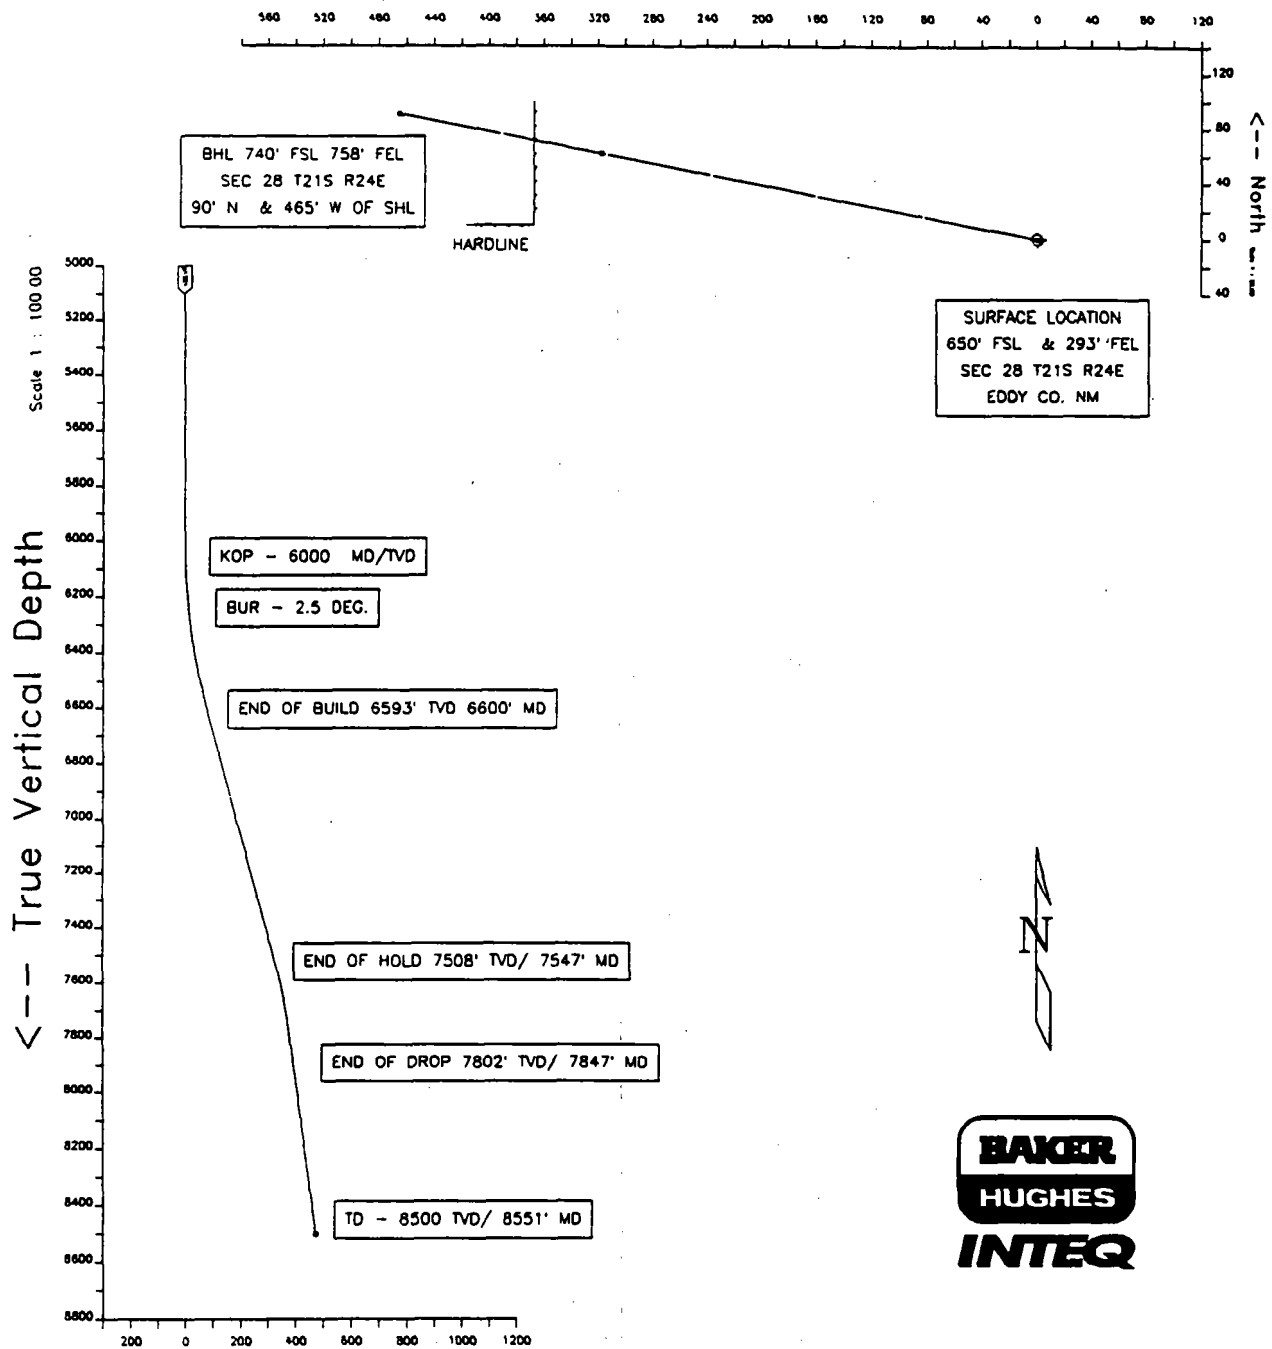 560 520 480 440 400 360 320 280 240 200 160 120 80 40 0 40 80 120
120
80
40
0
40
<-- North
BHL 740' FSL 758' FEL
SEC 28 T21S R24E
90' N & 465' W OF SHL
HARDLINE
SURFACE LOCATION
650' FSL & 293' 'FEL
SEC 28 T21S R24E
EDDY CO. NM
Scale 1 : 100.00
<-- True Vertical Depth
5000
5200
5400
5600
5800
6000
6200
6400
6600
6800
7000
7200
7400
7600
7800
8000
8200
8400
8600
8800
KOP - 6000 MD/TVD
BUR - 2.5 DEG.
END OF BUILD 6593' TVD 6600' MD
END OF HOLD 7508' TVD/ 7547' MD
END OF DROP 7802' TVD/ 7847' MD
TD - 8500 TVD/ 8551' MD
200 0 200 400 600 800 1000 1200
N
BAKER
HUGHES
INTEQ